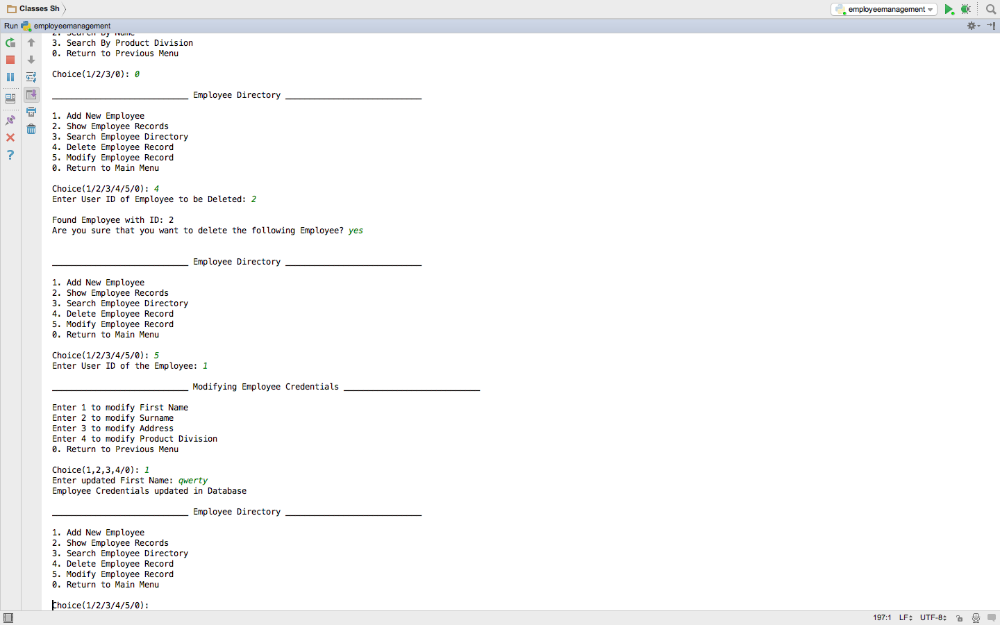 Classes Sh
employeemanagement
Run employeemanagement
2. Search By Name
3. Search By Product Division
0. Return to Previous Menu
Choice(1/2/3/0): 0
____________________________ Employee Directory ____________________________
1. Add New Employee
2. Show Employee Records
3. Search Employee Directory
4. Delete Employee Record
5. Modify Employee Record
0. Return to Main Menu
Choice(1/2/3/4/5/0): 4
Enter User ID of Employee to be Deleted: 2
Found Employee with ID: 2
Are you sure that you want to delete the following Employee? yes
____________________________ Employee Directory ____________________________
1. Add New Employee
2. Show Employee Records
3. Search Employee Directory
4. Delete Employee Record
5. Modify Employee Record
0. Return to Main Menu
Choice(1/2/3/4/5/0): 5
Enter User ID of the Employee: 1
____________________________ Modifying Employee Credentials ____________________________
Enter 1 to modify First Name
Enter 2 to modify Surname
Enter 3 to modify Address
Enter 4 to modify Product Division
0. Return to Previous Menu
Choice(1,2,3,4/0): 1
Enter updated First Name: qwerty
Employee Credentials updated in Database
____________________________ Employee Directory ____________________________
1. Add New Employee
2. Show Employee Records
3. Search Employee Directory
4. Delete Employee Record
5. Modify Employee Record
0. Return to Main Menu
Choice(1/2/3/4/5/0):
197:1 LF UTF-8